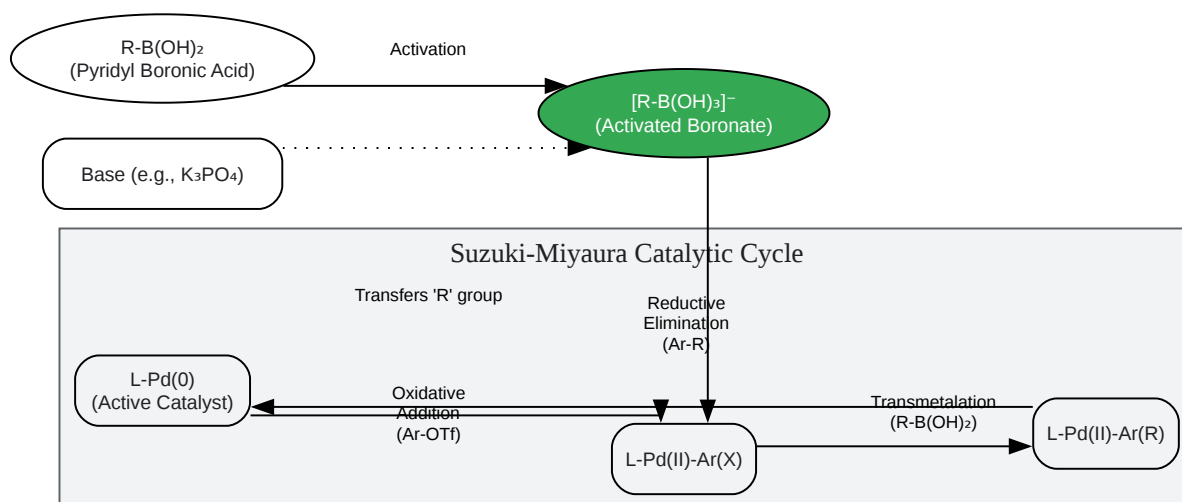 R-B(OH)₂
(Pyridyl Boronic Acid)
Activation
[R-B(OH)₃]⁻
(Activated Boronate)
Base (e.g., K₃PO₄)
Suzuki-Miyaura Catalytic Cycle
Transfers 'R' group
Reductive
Elimination
(Ar-R)
L-Pd(0)
(Active Catalyst)
Oxidative
Addition
(Ar-OTf)
Transmetalation
(R-B(OH)₂)
L-Pd(II)-Ar(X)
L-Pd(II)-Ar(R)